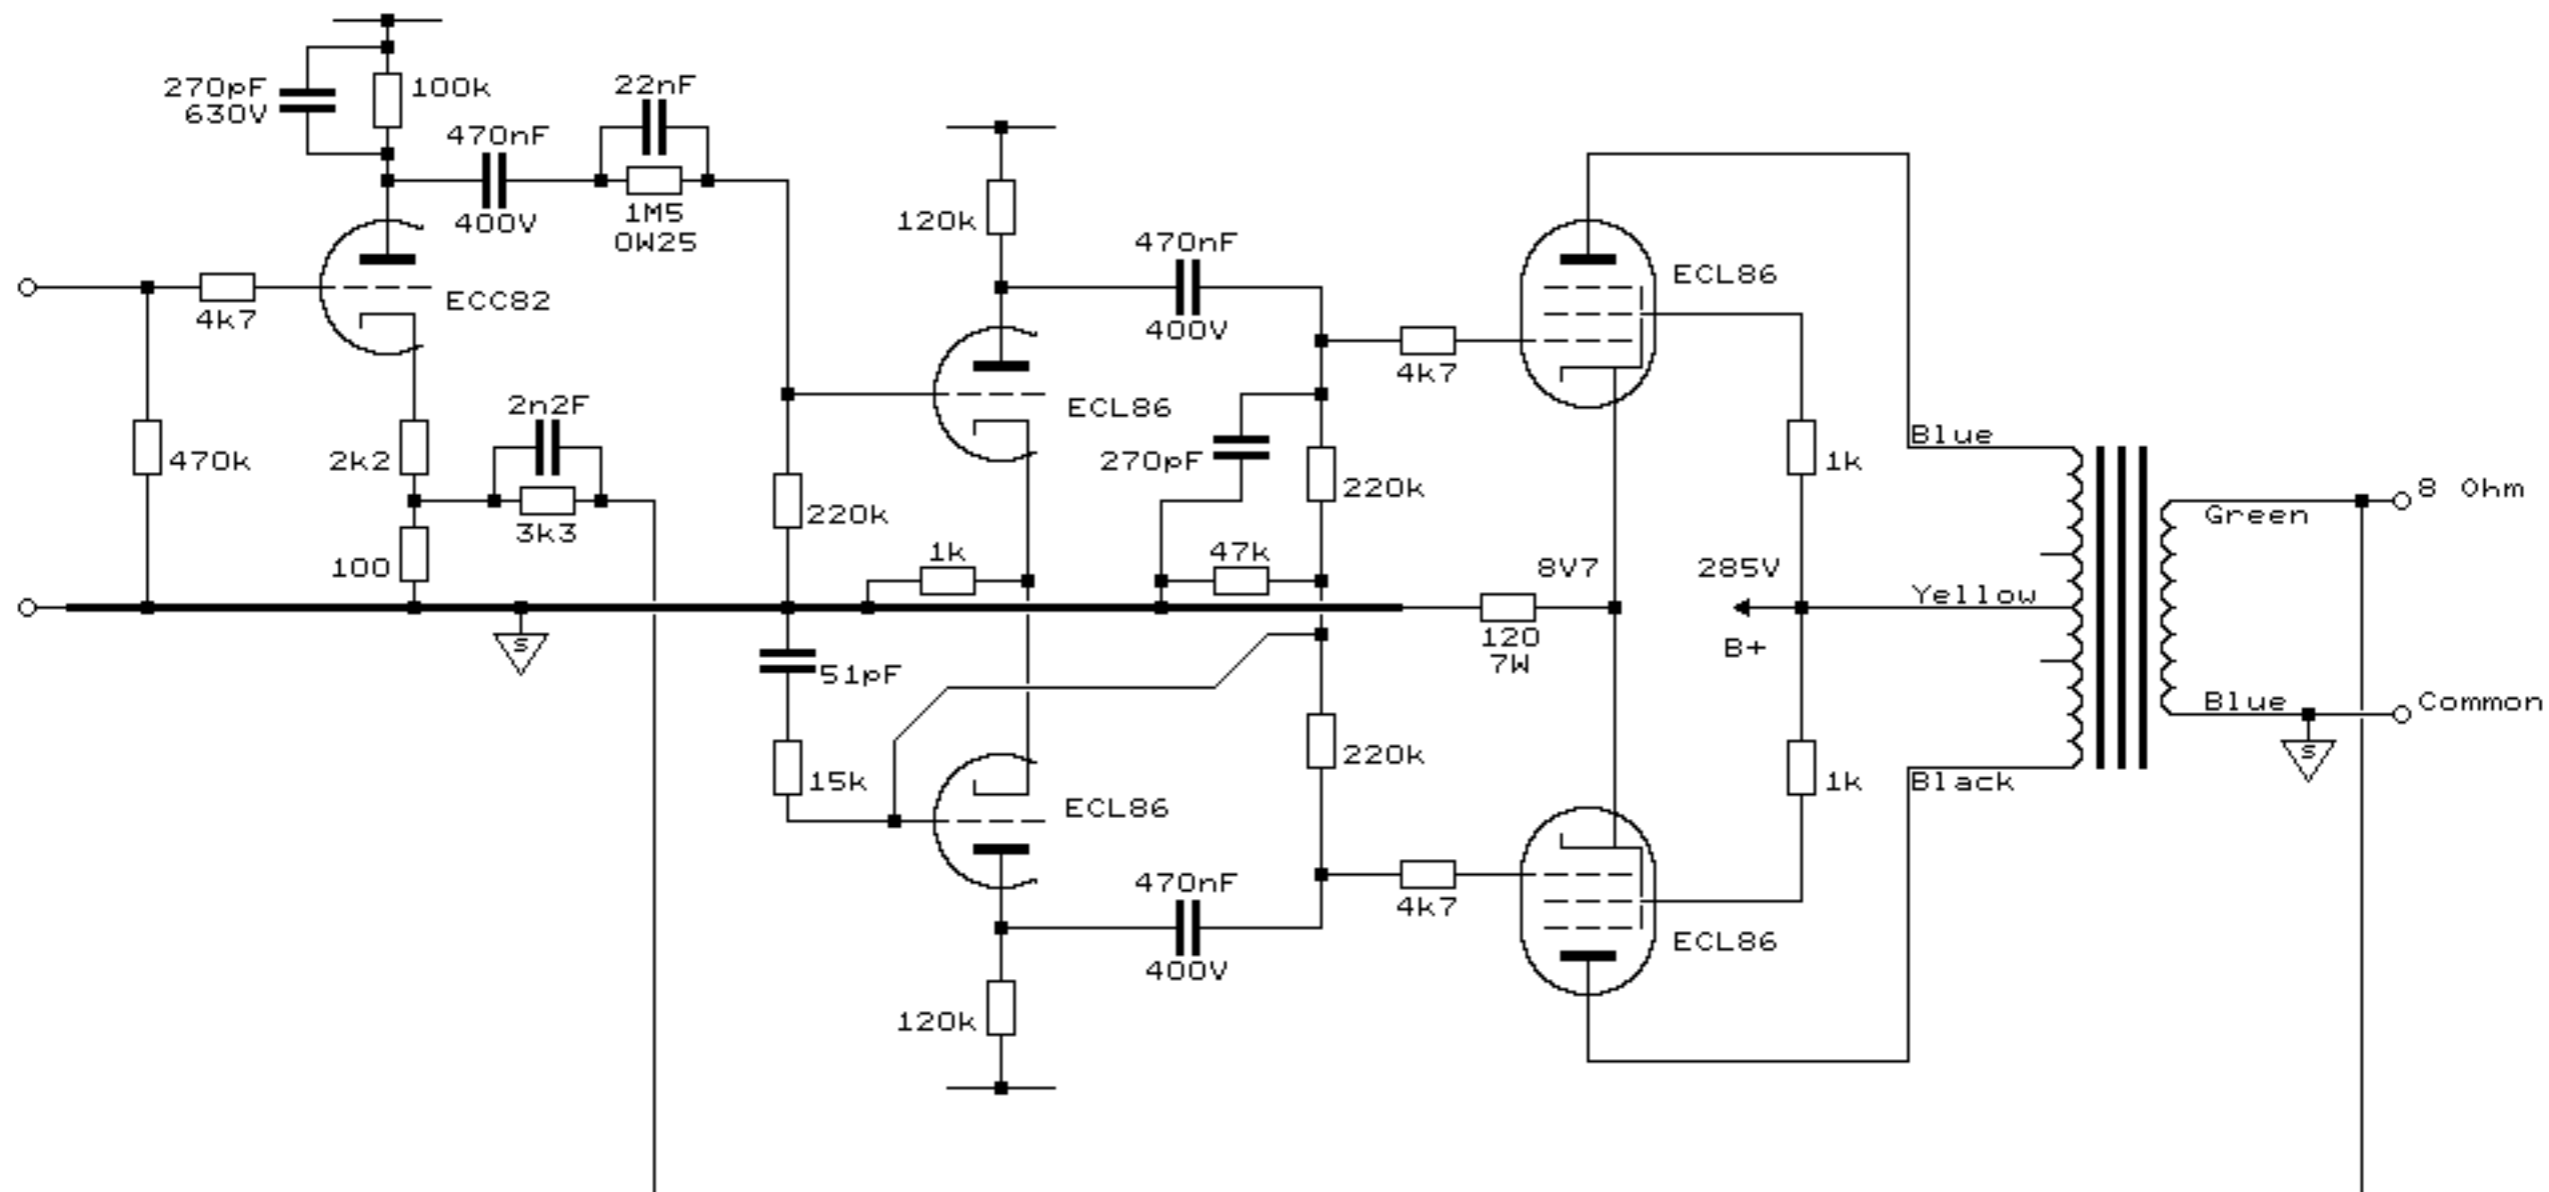 270pF
630V
100k
22nF
470nF
400V
1M5
0W25
120k
470nF
400V
ECL86
ECC82
4k7
4k7
ECL86
2n2F
270pF
Blue
470k
2k2
1k
220k
8 Ohm
Green
220k
3k3
100
1k
47k
8V7
285V
Yellow
120
7W
B+
S
51pF
Blue
Common
S
220k
15k
1k
Black
ECL86
470nF
400V
4k7
ECL86
120k